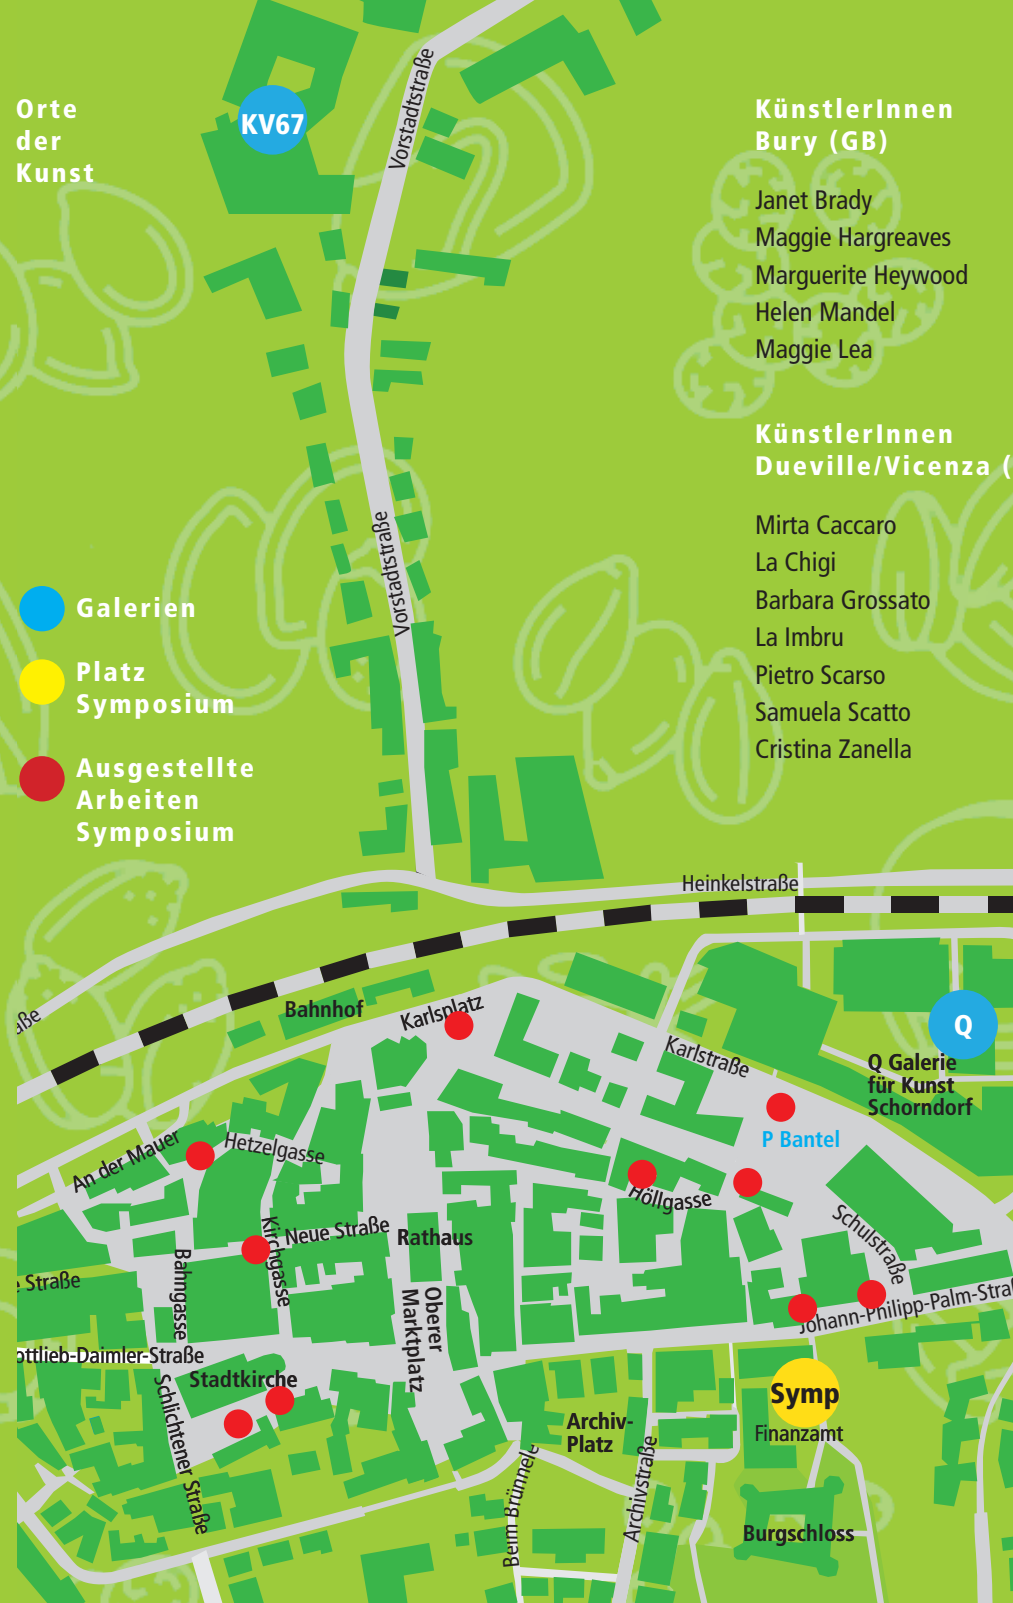 Orte
der
Kunst
KV67
Vorstadtstraße
KünstlerInnen
Bury (GB)
Janet Brady
Maggie Hargreaves
Marguerite Heywood
Helen Mandel
Maggie Lea
KünstlerInnen
Dueville/Vicenza (
Mirta Caccaro
La Chigi
Barbara Grossato
La Imbru
Pietro Scarso
Samuela Scatto
Cristina Zanella
Vorstadtstraße
Galerien
Platz
Symposium
Ausgestellte
Arbeiten
Symposium
Heinkelstraße
aße
Bahnhof
Karlsplatz
Karlstraße
Q
Q Galerie
für Kunst
Schorndorf
P Bantel
An der Mauer
Hetzelgasse
Höllgasse
Kirchgasse
Neue Straße
Rathaus
Schulstraße
Bahngasse
e Straße
Oberer
Marktplatz
Johann-Philipp-Palm-Straß
ottlieb-Daimler-Straße
Stadtkirche
Schlichtener Straße
Symp
Finanzamt
Archiv-
Platz
Archivstraße
Beim Brünnele
Burgschloss